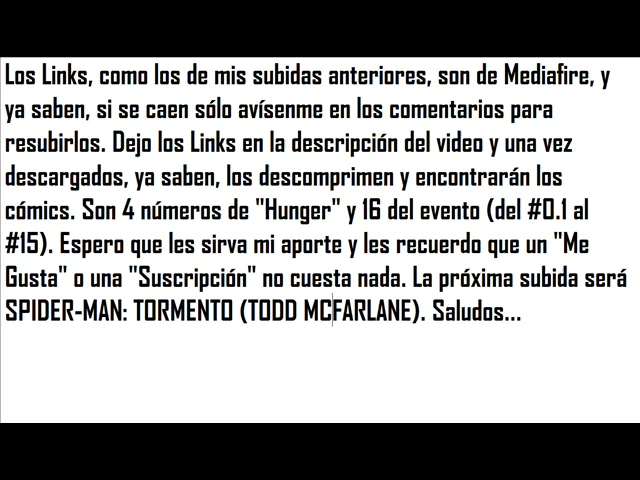 Los Links, como los de mis subidas anteriores, son de Mediafire, y
ya saben, si se caen sólo avísenme en los comentarios para
resubirlos. Dejo los Links en la descripción del video y una vez
descargados, ya saben, los descomprimen y encontrarán los
cómics. Son 4 números de "Hunger" y 16 del evento (del #0.1 al
#15). Espero que les sirva mi aporte y les recuerdo que un "Me
Gusta" o una "Suscripción" no cuesta nada. La próxima subida será
SPIDER-MAN: TORMENTO (TODD MCFARLANE). Saludos...